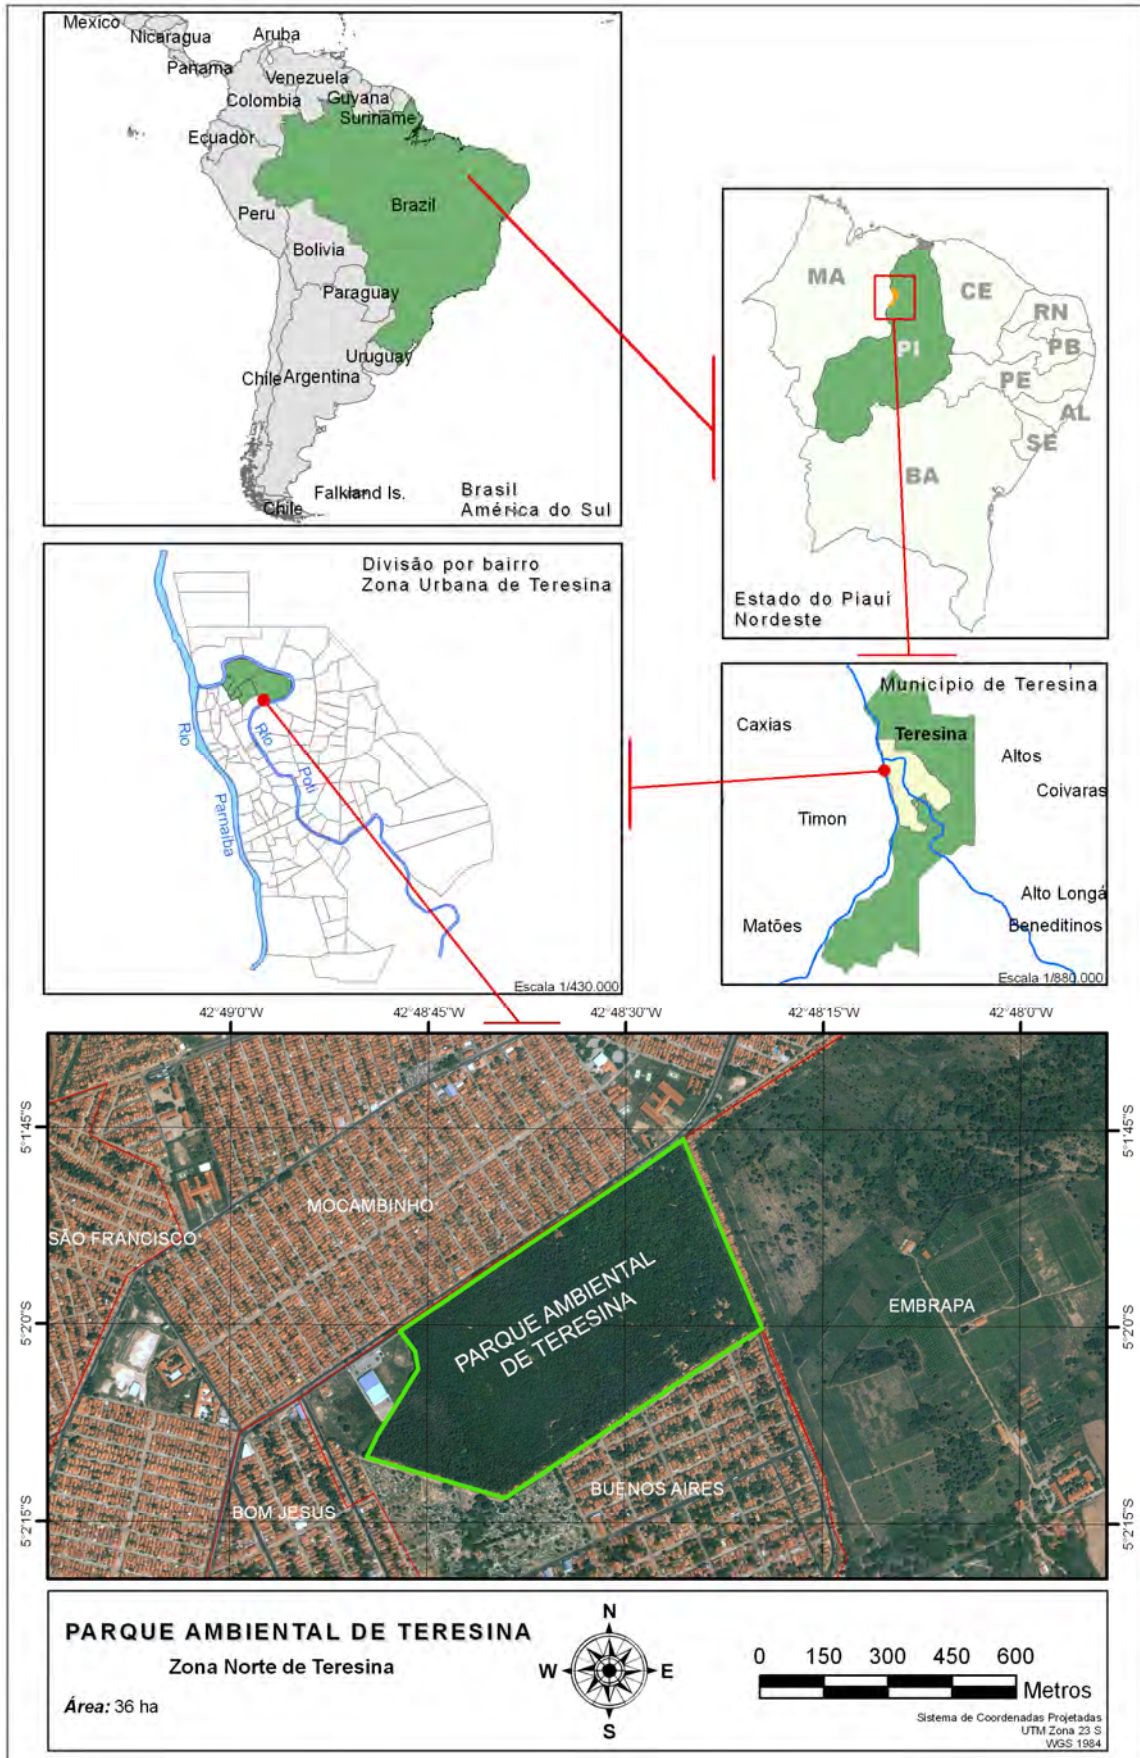 Mexico
Nicaragua
Aruba
Panama
Venezuela
Guyana
Colombia
Suriname
Ecuador
Brazil
Peru
Bolivia
Paraguay
Uruguay
Chile
Argentina
Falkland Is.
Chile
Brasil
América do Sul
MA
CE
RN
PI
PB
PE
AL
SE
BA
Estado do Piaui
Nordeste
Divisão por bairro
Zona Urbana de Teresina
Rio
Parnaíba
Rio
Poti
Escala 1/430.000
Município de Teresina
Caxias
Teresina
Altos
Coivaras
Timon
Alto Longá
Matões
Beneditinos
Escala 1/880.000
42°49'0"W
42°48'45"W
42°48'30"W
42°48'15"W
42°48'0"W
5°1'45"S
5°1'45"S
MOCAMBINHO
SÃO FRANCISCO
PARQUE AMBIENTAL
DE TERESINA
EMBRAPA
5°2'0"S
5°2'0"S
BUENOS AIRES
BOM JESUS
5°2'15"S
5°2'15"S
PARQUE AMBIENTAL DE TERESINA
Zona Norte de Teresina
Área: 36 ha
N
W
E
S
0 150 300 450 600
Metros
Sistema de Coordenadas Projetadas
UTM Zona 23 S
WGS 1984